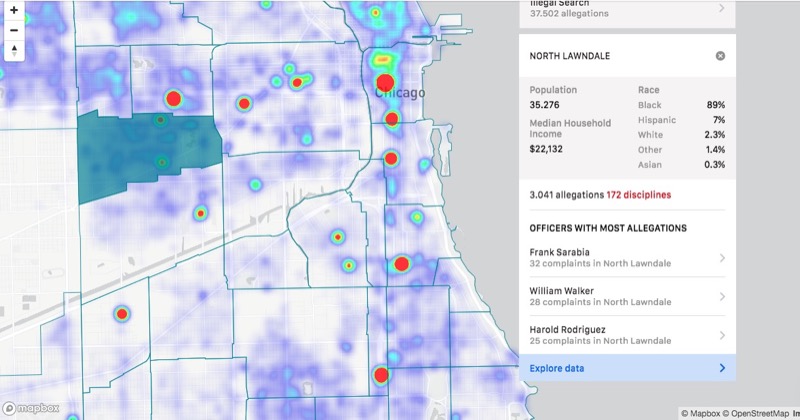 Illegal Search
37.502 allegations
NORTH LAWNDALE
Population
35.276
Median Household
Income
$22,132
Race
Black 89%
Hispanic 7%
White 2.3%
Other 1.4%
Asian 0.3%
3.041 allegations 172 disciplines
OFFICERS WITH MOST ALLEGATIONS
Frank Sarabia
32 complaints in North Lawndale
William Walker
28 complaints in North Lawndale
Harold Rodriguez
25 complaints in North Lawndale
Explore data
Chicago
mapbox
© Mapbox © OpenStreetMap Im